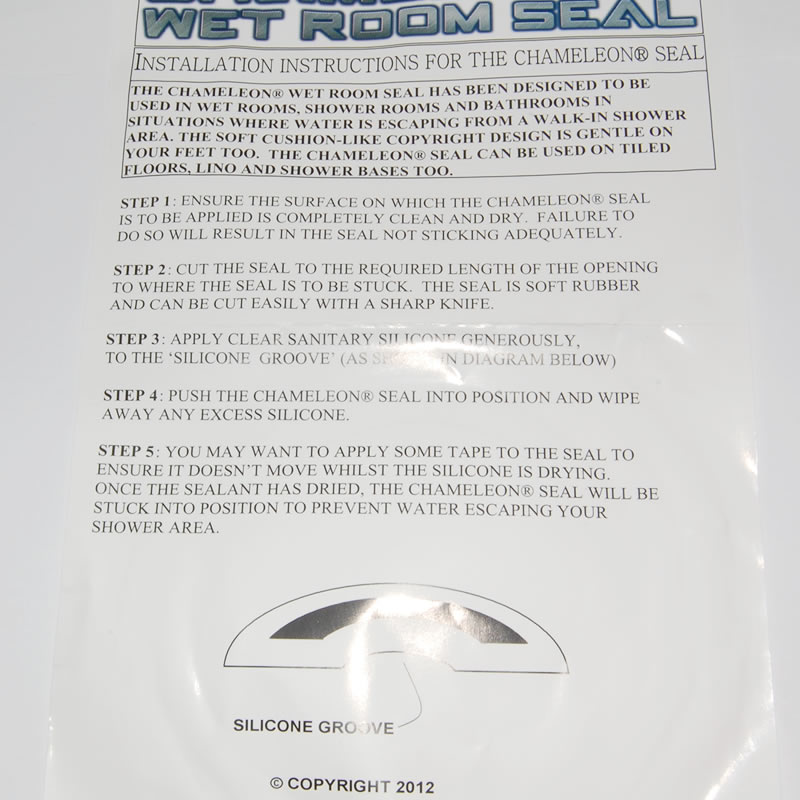 WET ROOM SEAL
INSTALLATION INSTRUCTIONS FOR THE CHAMELEON® SEAL
THE CHAMELEON® WET ROOM SEAL HAS BEEN DESIGNED TO BE
USED IN WET ROOMS, SHOWER ROOMS AND BATHROOMS IN
SITUATIONS WHERE WATER IS ESCAPING FROM A WALK-IN SHOWER
AREA. THE SOFT CUSHION-LIKE COPYRIGHT DESIGN IS GENTLE ON
YOUR FEET TOO.  THE CHAMELEON® SEAL CAN BE USED ON TILED
FLOORS, LINO AND SHOWER BASES TOO.
STEP 1: ENSURE THE SURFACE ON WHICH THE CHAMELEON® SEAL
IS TO BE APPLIED IS COMPLETELY CLEAN AND DRY.  FAILURE TO
DO SO WILL RESULT IN THE SEAL NOT STICKING ADEQUATELY.
STEP 2: CUT THE SEAL TO THE REQUIRED LENGTH OF THE OPENING
TO WHERE THE SEAL IS TO BE STUCK.  THE SEAL IS SOFT RUBBER
AND CAN BE CUT EASILY WITH A SHARP KNIFE.
STEP 3: APPLY CLEAR SANITARY SILICONE GENEROUSLY,
TO THE ‘SILICONE  GROOVE’ (AS IN DIAGRAM BELOW)
STEP 4: PUSH THE CHAMELEON® SEAL INTO POSITION AND WIPE
AWAY ANY EXCESS SILICONE.
STEP 5: YOU MAY WANT TO APPLY SOME TAPE TO THE SEAL TO
ENSURE IT DOESN’T MOVE WHILST THE SILICONE IS DRYING.
ONCE THE SEALANT HAS DRIED, THE CHAMELEON® SEAL WILL BE
STUCK INTO POSITION TO PREVENT WATER ESCAPING YOUR
SHOWER AREA.
SILICONE GROOVE
© COPYRIGHT 2012